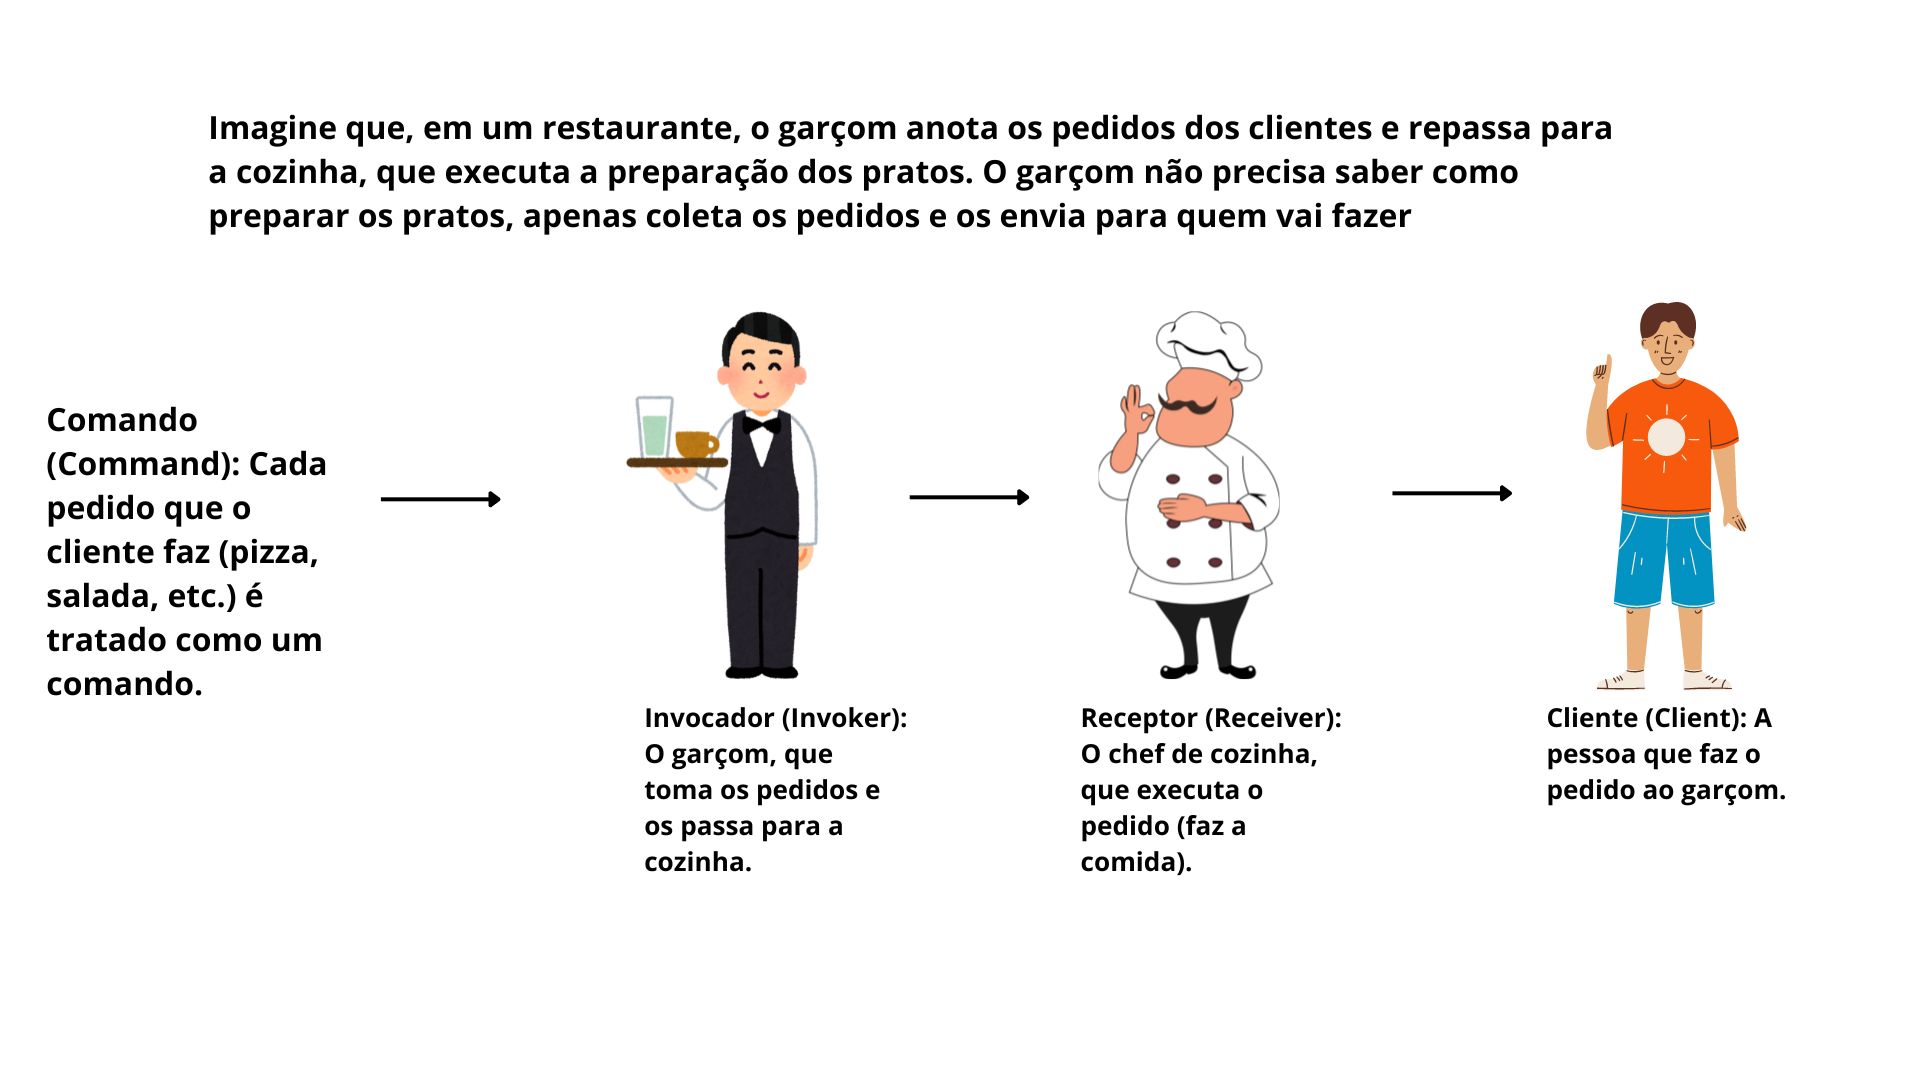 Imagine que, em um restaurante, o garçom anota os pedidos dos clientes e repassa para
a cozinha, que executa a preparação dos pratos. O garçom não precisa saber como
preparar os pratos, apenas coleta os pedidos e os envia para quem vai fazer
Comando
(Command): Cada
pedido que o
cliente faz (pizza,
salada, etc.) é
tratado como um
comando.
Invocador (Invoker):
O garçom, que
toma os pedidos e
os passa para a
cozinha.
Receptor (Receiver):
O chef de cozinha,
que executa o
pedido (faz a
comida).
Cliente (Client): A
pessoa que faz o
pedido ao garçom.